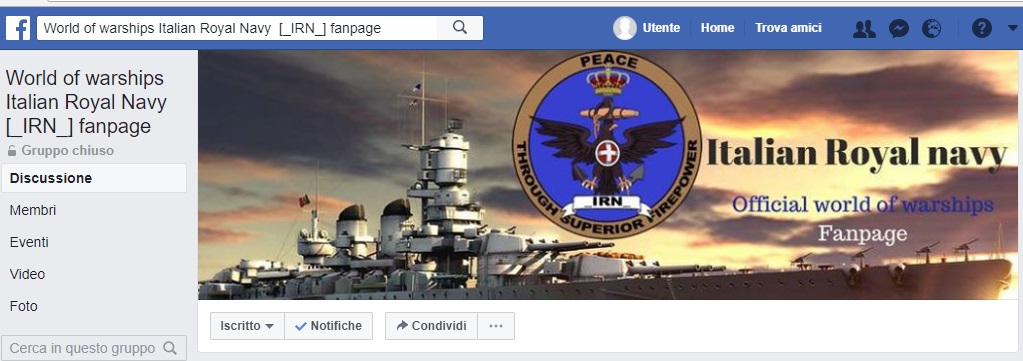 World of warships Italian Royal Navy [_IRN_] fanpage
Utente
Home
Trova amici
World of warships
Italian Royal Navy
[_IRN_] fanpage
Gruppo chiuso
Discussione
Membri
Eventi
Video
Foto
Cerca in questo gruppo
PEACE
THROUGH SUPERIOR FIREPOWER
_IRN_
Italian Royal navy
Official world of warships
Fanpage
Iscritto
Notifiche
Condividi